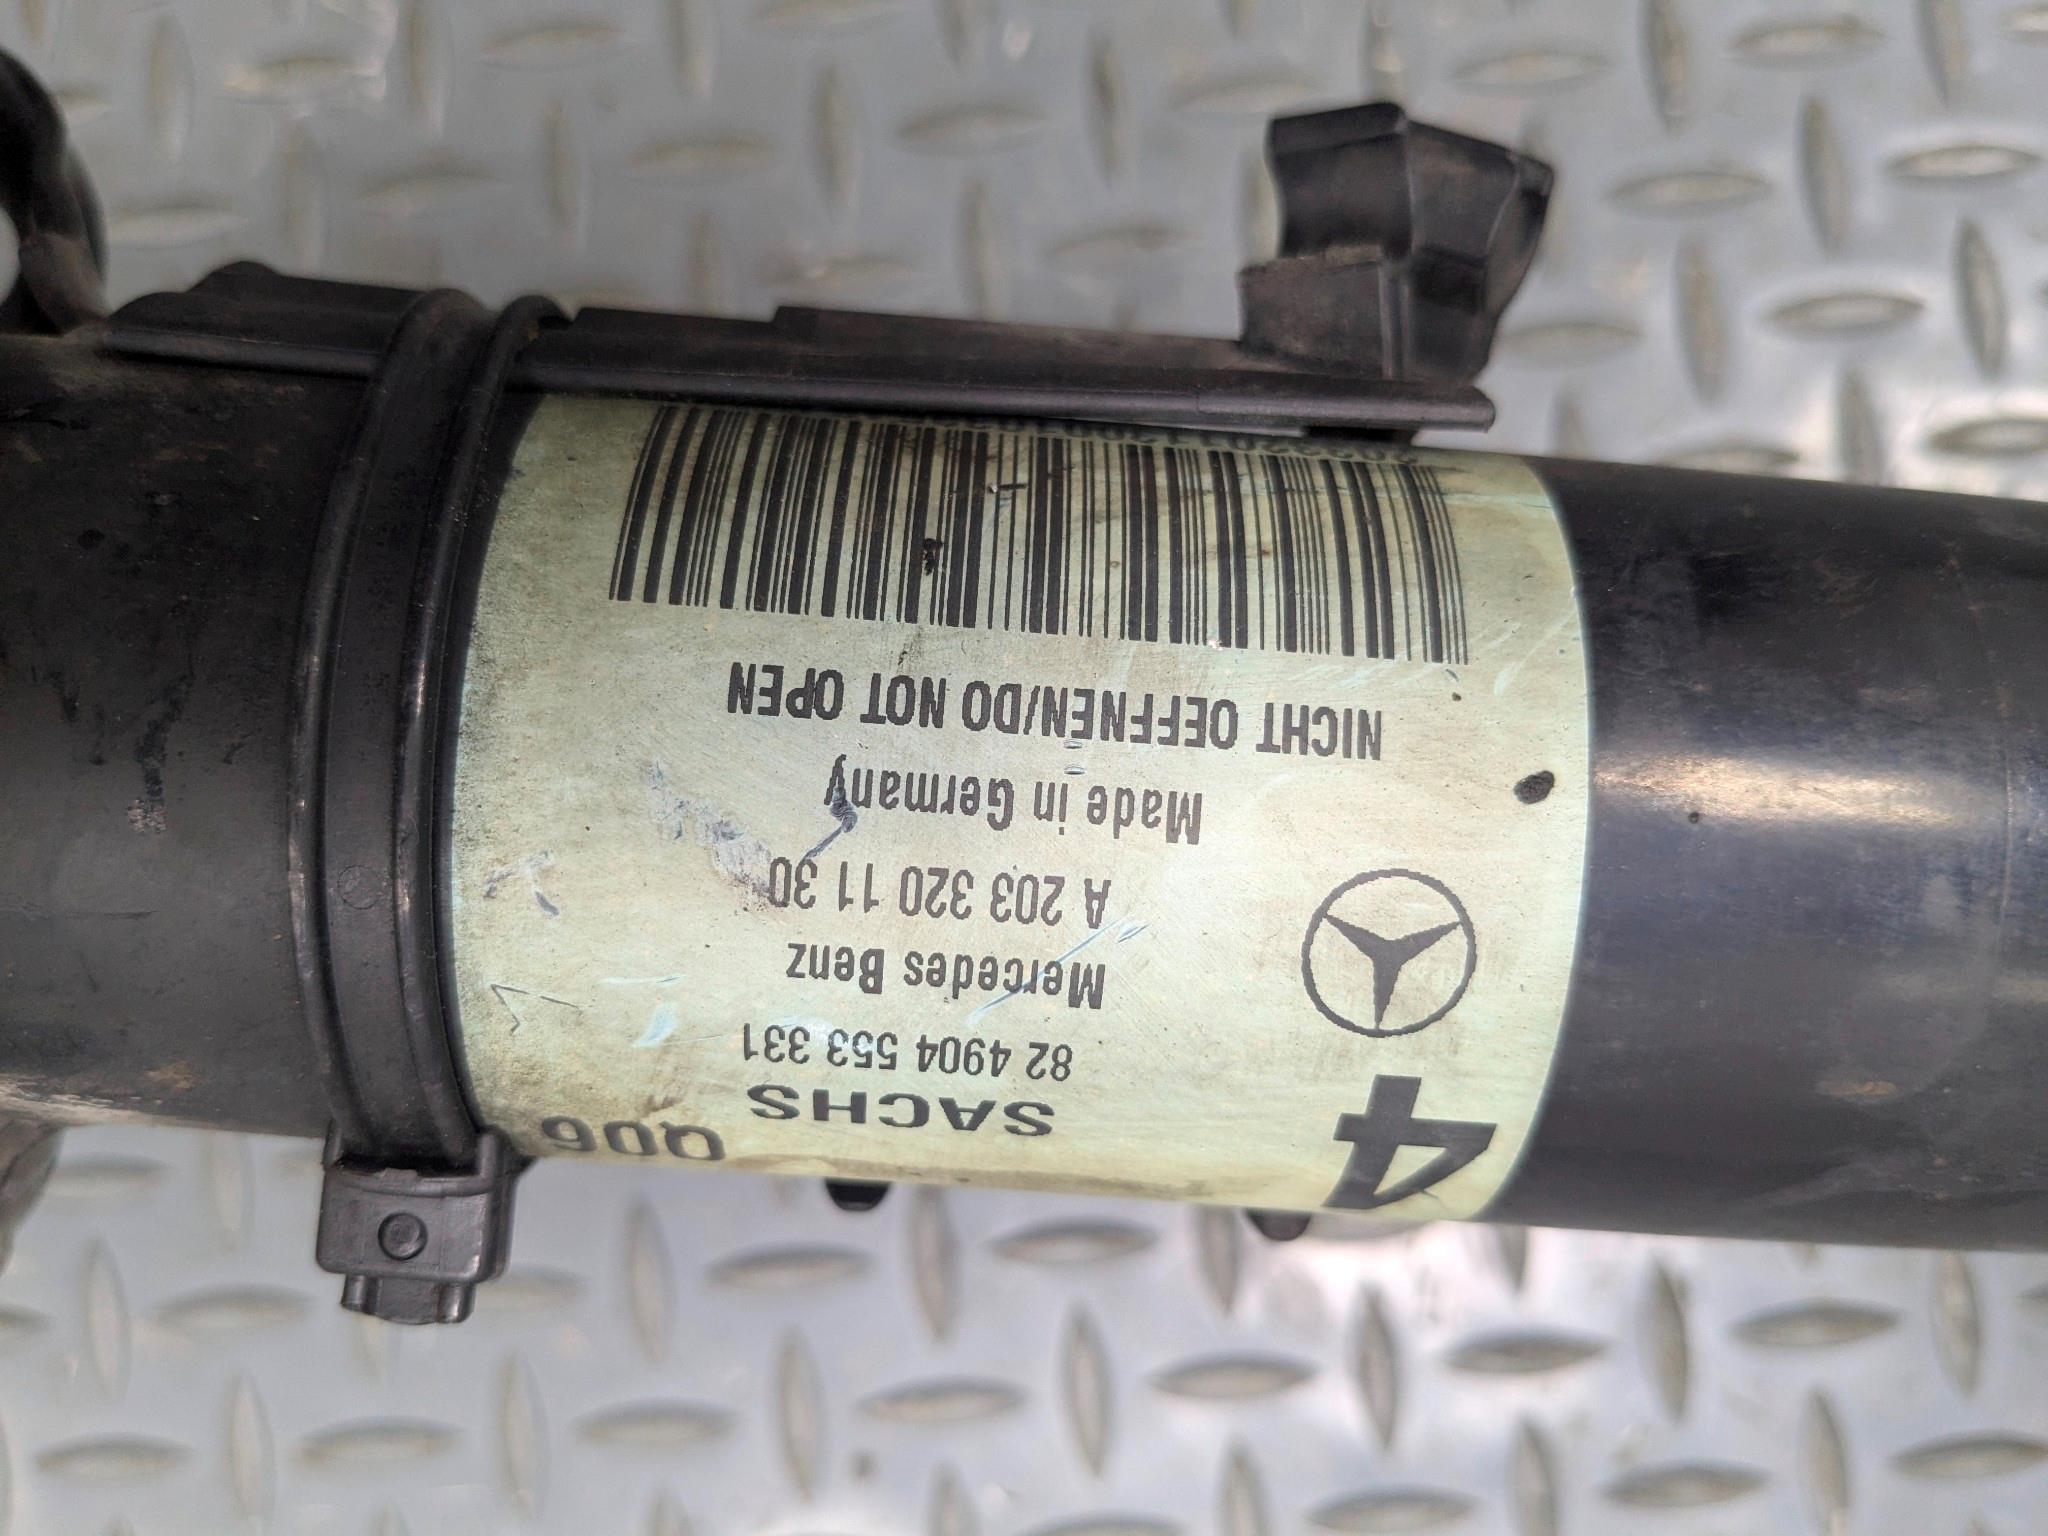 4
Q06
SACHS
82 4904 553 331
Mercedes Benz
A 203 320 11 30
Made in Germany
NICHT OEFFNEN/DO NOT OPEN